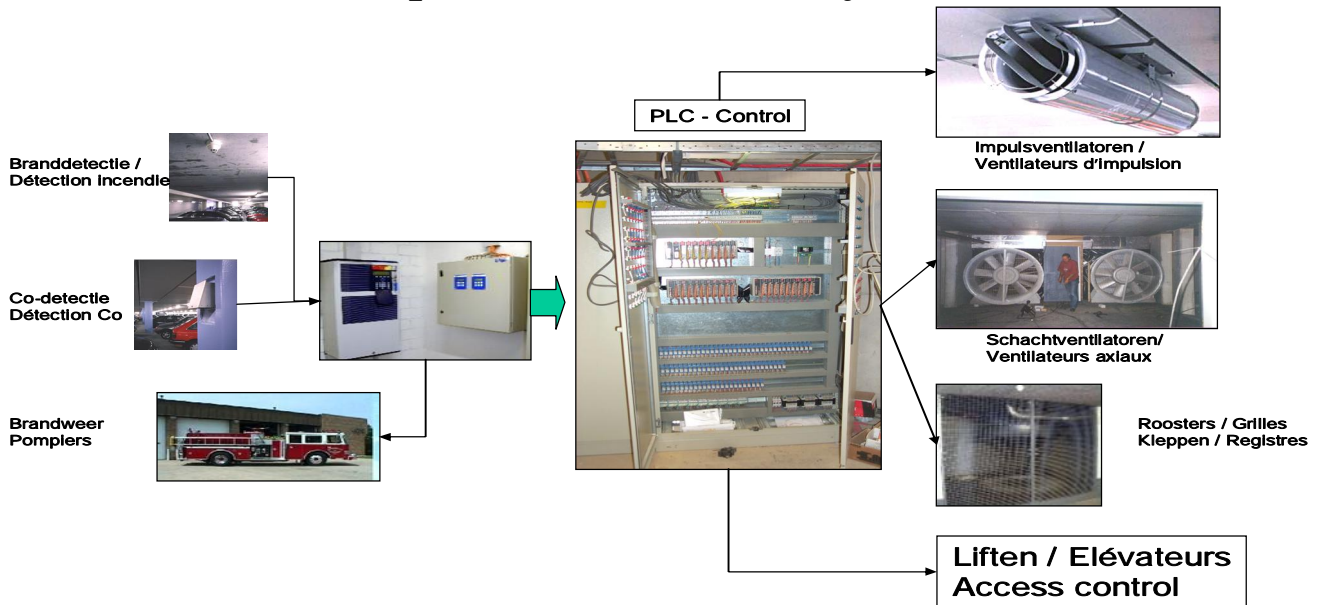 PLC - Control
Impulsventilatoren /
Ventilateurs d'impulsion
Branddetectie /
Détection incendie
Schachtventilatoren/
Ventilateurs axiaux
Co-detectie
Détection Co
Brandweer
Pompiers
Roosters / Grilles
Kleppen / Registres
Liften / Elévateurs
Access control